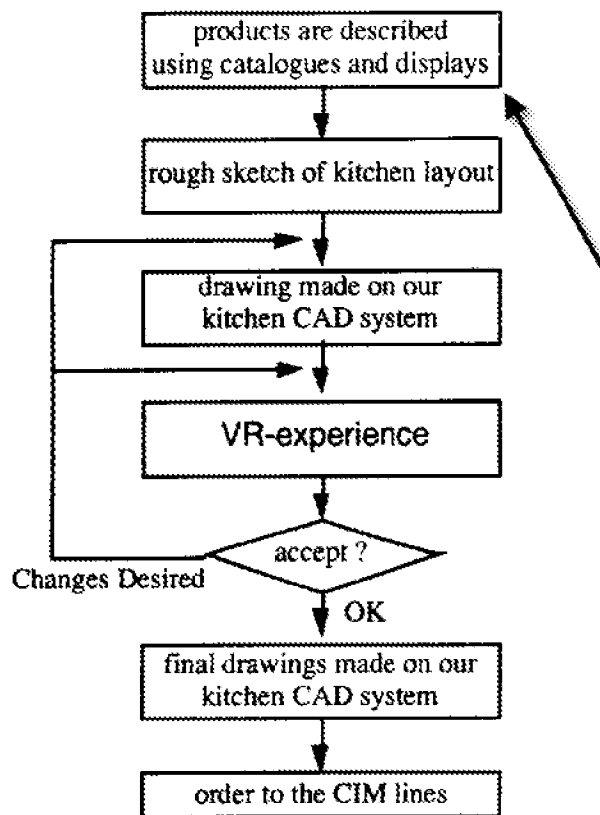 products are described
using catalogues and displays
rough sketch of kitchen layout
drawing made on our
kitchen CAD system
VR-experience
accept ?
Changes Desired
OK
final drawings made on our
kitchen CAD system
order to the CIM lines